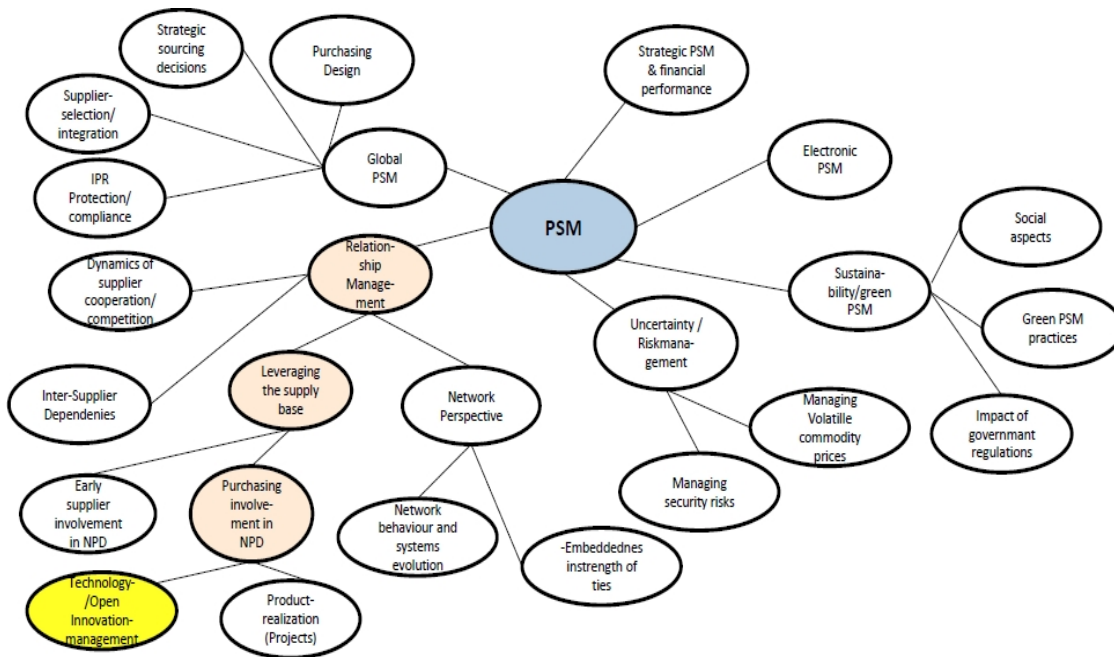 Strategic
sourcing
decisions
Purchasing
Design
Strategic PSM
& financial
performance
Supplier-
selection/
integration
Global
PSM
Electronic
PSM
IPR
Protection/
compliance
PSM
Social
aspects
Relation-
ship
Manage-
ment
Dynamics of
supplier
cooperation/
competition
Sustaina-
bility/green
PSM
Uncertainty /
Riskmana-
gement
Green PSM
practices
Leveraging
the supply
base
Inter-Supplier
Dependenies
Network
Perspective
Managing
Volatille
commodity
prices
Impact of
governmant
regulations
Early
supplier
involvement
in NPD
Purchasing
involve-
ment in
NPD
Managing
security risks
Network
behaviour and
systems
evolution
-Embeddednes
instrength of
ties
Technology-
/Open
Innovation-
management
Product-
realization
(Projects)